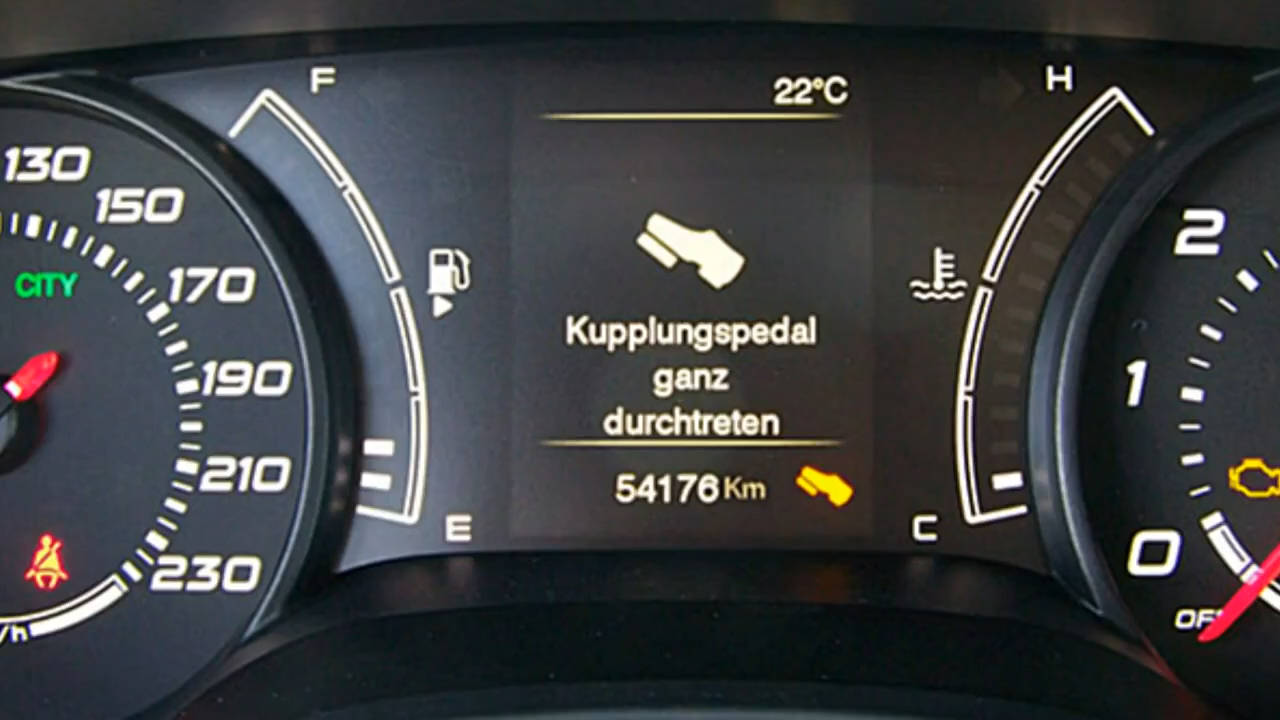 130
150
170
190
210
230
/h
CITY
F
E
22°C
Kupplungspedal
ganz
durchtreten
54176 Km
H
C
2
1
0
OFF